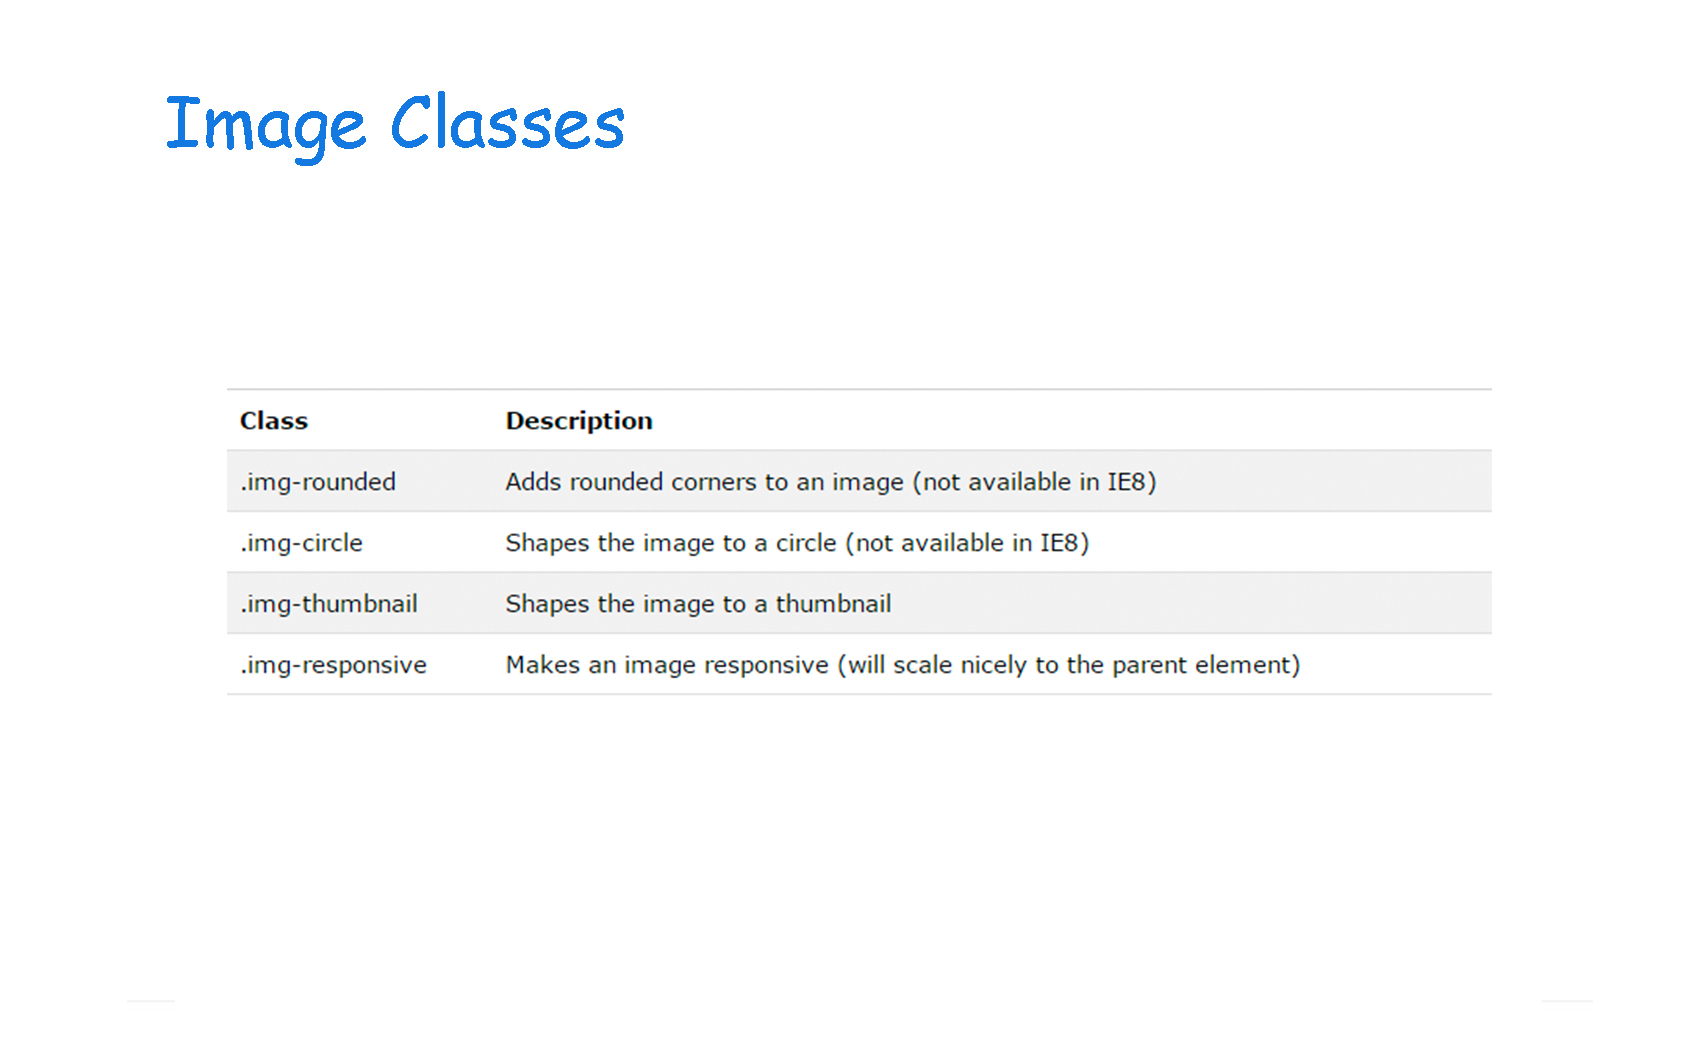 Image Classes
Class Description
.img-rounded Adds rounded corners to an image (not available in IE8)
.img-circle Shapes the image to a circle (not available in IE8)
.img-thumbnail Shapes the image to a thumbnail
.img-responsive Makes an image responsive (will scale nicely to the parent element)